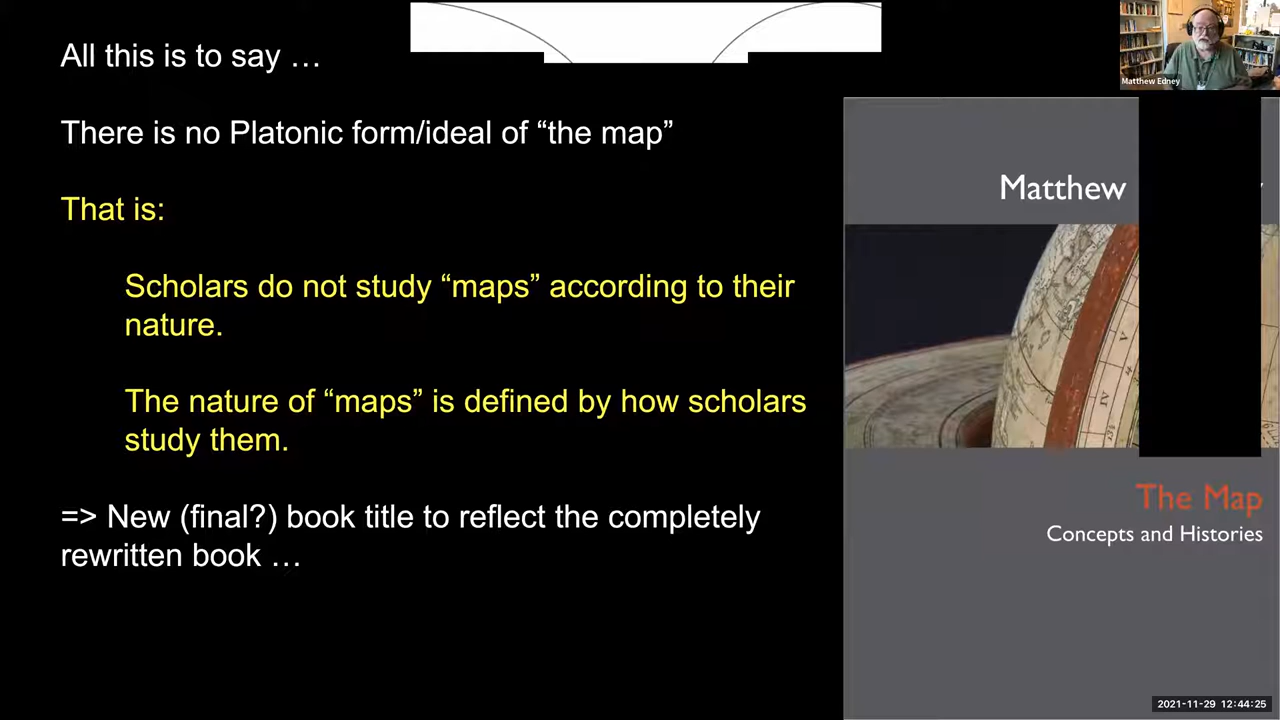 All this is to say …
There is no Platonic form/ideal of “the map”
That is:
Scholars do not study “maps” according to their
nature.
The nature of “maps” is defined by how scholars
study them.
=> New (final?) book title to reflect the completely
rewritten book …
Matthew Edney
Matthew
V
IV
The Map
Concepts and Histories
2021-11-29 12:44:25